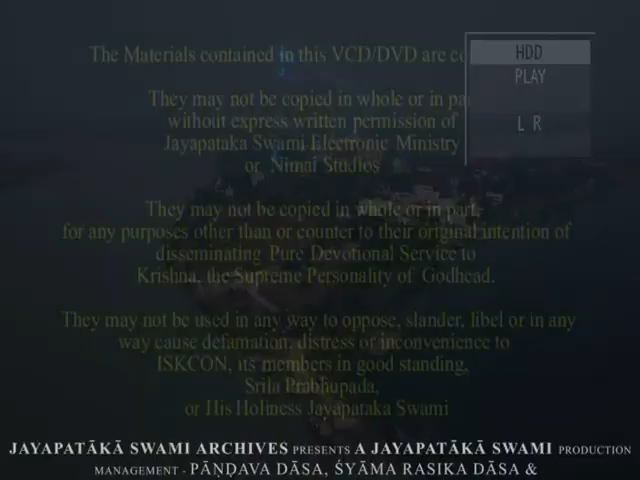 The Materials contained in this VCD/DVD are
HDD
PLAY
L R
They may not be copied in whole or in
without express written permission of
Jayapataka Swami Electronic Ministry
or Nimai Studios
They may not be copied in whole or in part,
for any purposes other than or counter to their original intention of
disseminating Pure Devotional Service to
Krishna, the Supreme Personality of Godhead.
They may not be used in any way to oppose, slander, libel or in any
way cause defamation, distress or inconvenience to
ISKCON, its members in good standing,
Srila Prabhupada,
or His Holiness Jayapataka Swami
JAYAPATĀKĀ SWAMI ARCHIVES PRESENTS A JAYAPATĀKĀ SWAMI PRODUCTION
MANAGEMENT - PĀṆḌAVA DĀSA, ŚYĀMA RASIKA DĀSA &